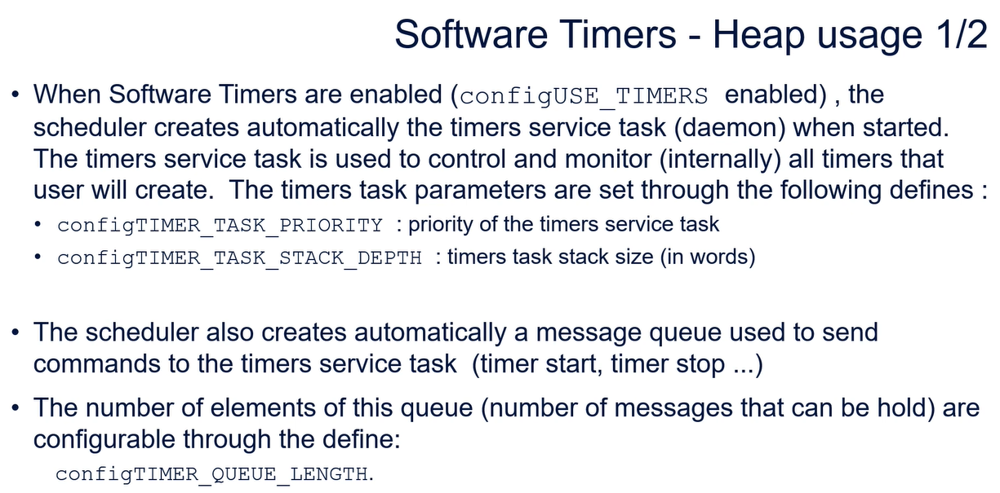 Software Timers - Heap usage 1/2
• When Software Timers are enabled (configUSE_TIMERS enabled) , the
scheduler creates automatically the timers service task (daemon) when started.
The timers service task is used to control and monitor (internally) all timers that
user will create.  The timers task parameters are set through the following defines :
• configTIMER_TASK_PRIORITY : priority of the timers service task
• configTIMER_TASK_STACK_DEPTH : timers task stack size (in words)
• The scheduler also creates automatically a message queue used to send
commands to the timers service task  (timer start, timer stop ...)
• The number of elements of this queue (number of messages that can be hold) are
configurable through the define:
configTIMER_QUEUE_LENGTH.